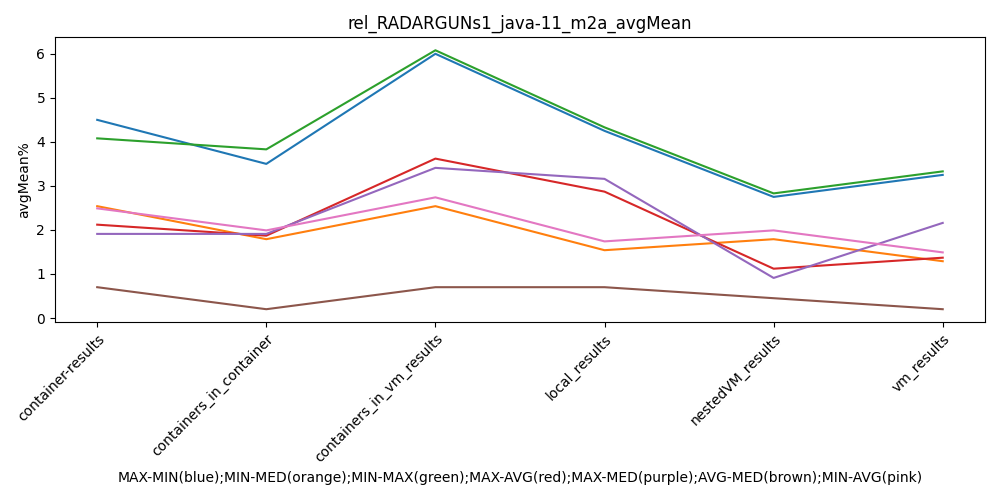 rel_RADARGUNs1_java-11_m2a_avgMean
avgMean%
6
5
4
3
2
1
0
container-results
containers_in_container
containers_in_vm_results
local_results
nestedVM_results
vm_results
MAX-MIN(blue);MIN-MED(orange);MIN-MAX(green);MAX-AVG(red);MAX-MED(purple);AVG-MED(brown);MIN-AVG(pink)